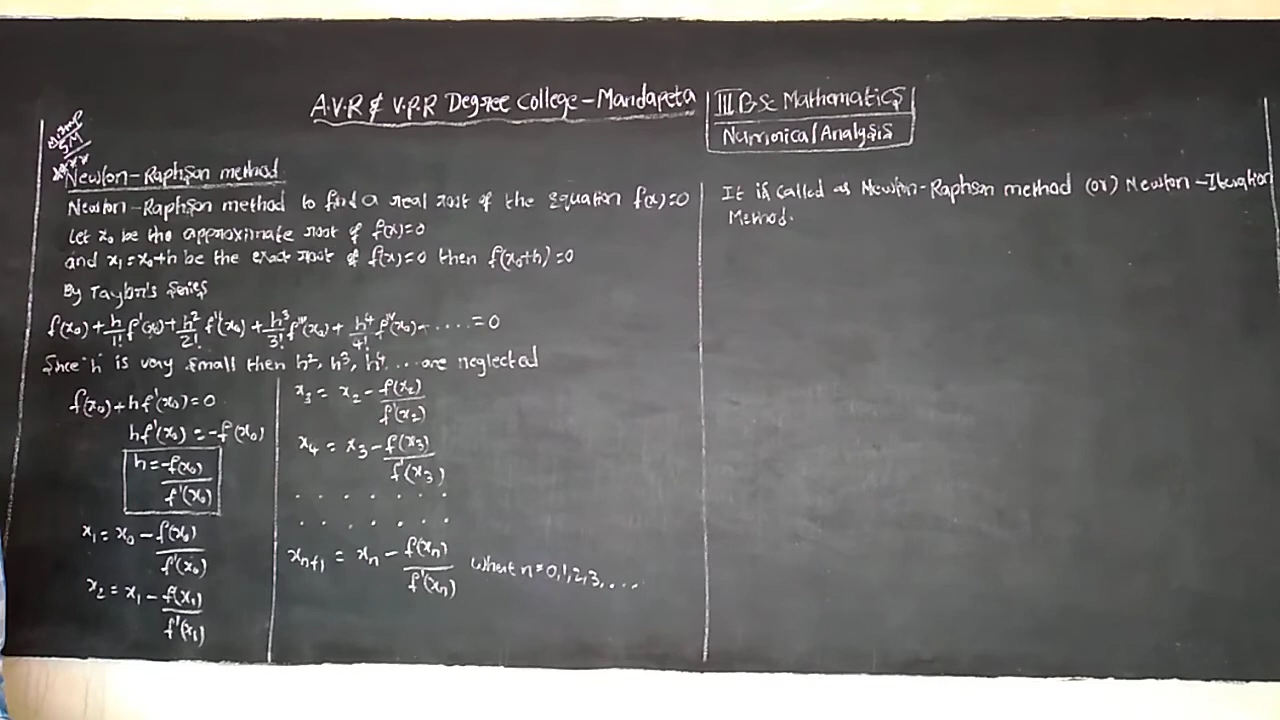 A.V.R & V.P.R Degree College - Mandapeta
III B.Sc Mathematics
Numerical Analysis
5M
***
Newton-Raphson method
Newton-Raphson method to find a real root of the equation f(x)=0
Let x₀ be the approximate root of f(x)=0
and x₁=x₀+h be the exact root of f(x)=0 then f(x₀+h)=0
By Taylor's Series
f(x₀)+h/1! f'(x₀)+h²/2! f''(x₀)+h³/3! f'''(x₀)+h⁴/4! f^IV(x₀)-.....=0
Since "h" is very small then h², h³, h⁴... are neglected
f(x₀)+hf'(x₀)=0
hf'(x₀)=-f(x₀)
h=-f(x₀)/f'(x₀)
x₁=x₀-f(x₀)/f'(x₀)
x₂=x₁-f(x₁)/f'(x₁)
x₃=x₂-f(x₂)/f'(x₂)
x₄=x₃-f(x₃)/f'(x₃)
. . . . . . .
. . . . . . .
xₙ₊₁=xₙ-f(xₙ)/f'(xₙ) where n=0,1,2,3,....
It is called as Newton-Raphson method (or) Newton-Iteration
Method.